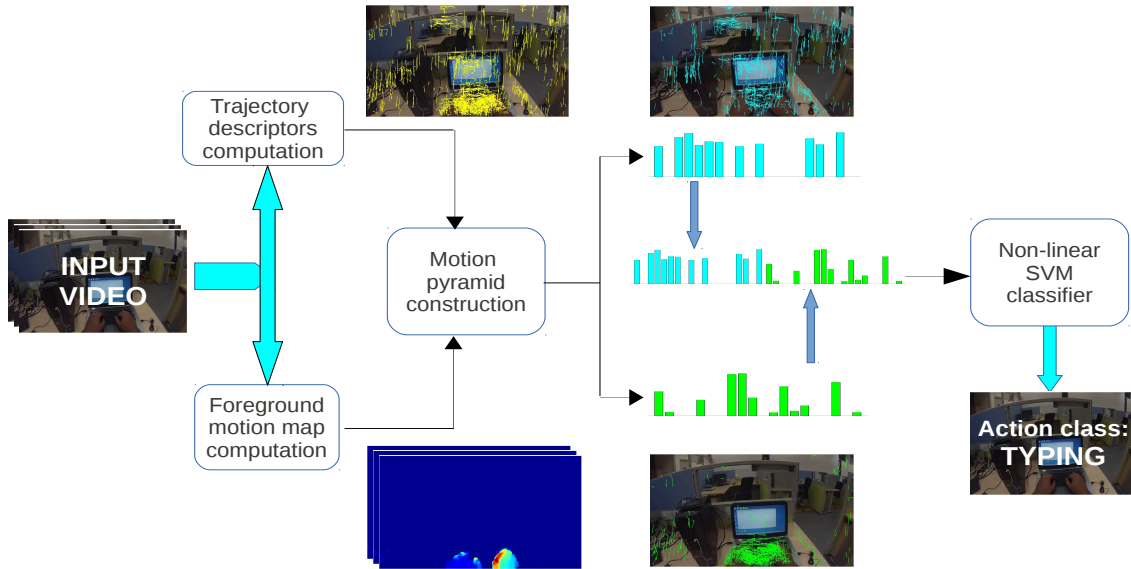 Trajectory
descriptors
computation
INPUT
VIDEO
Motion
pyramid
construction
Non-linear
SVM
classifier
Foreground
motion map
computation
Action class:
TYPING